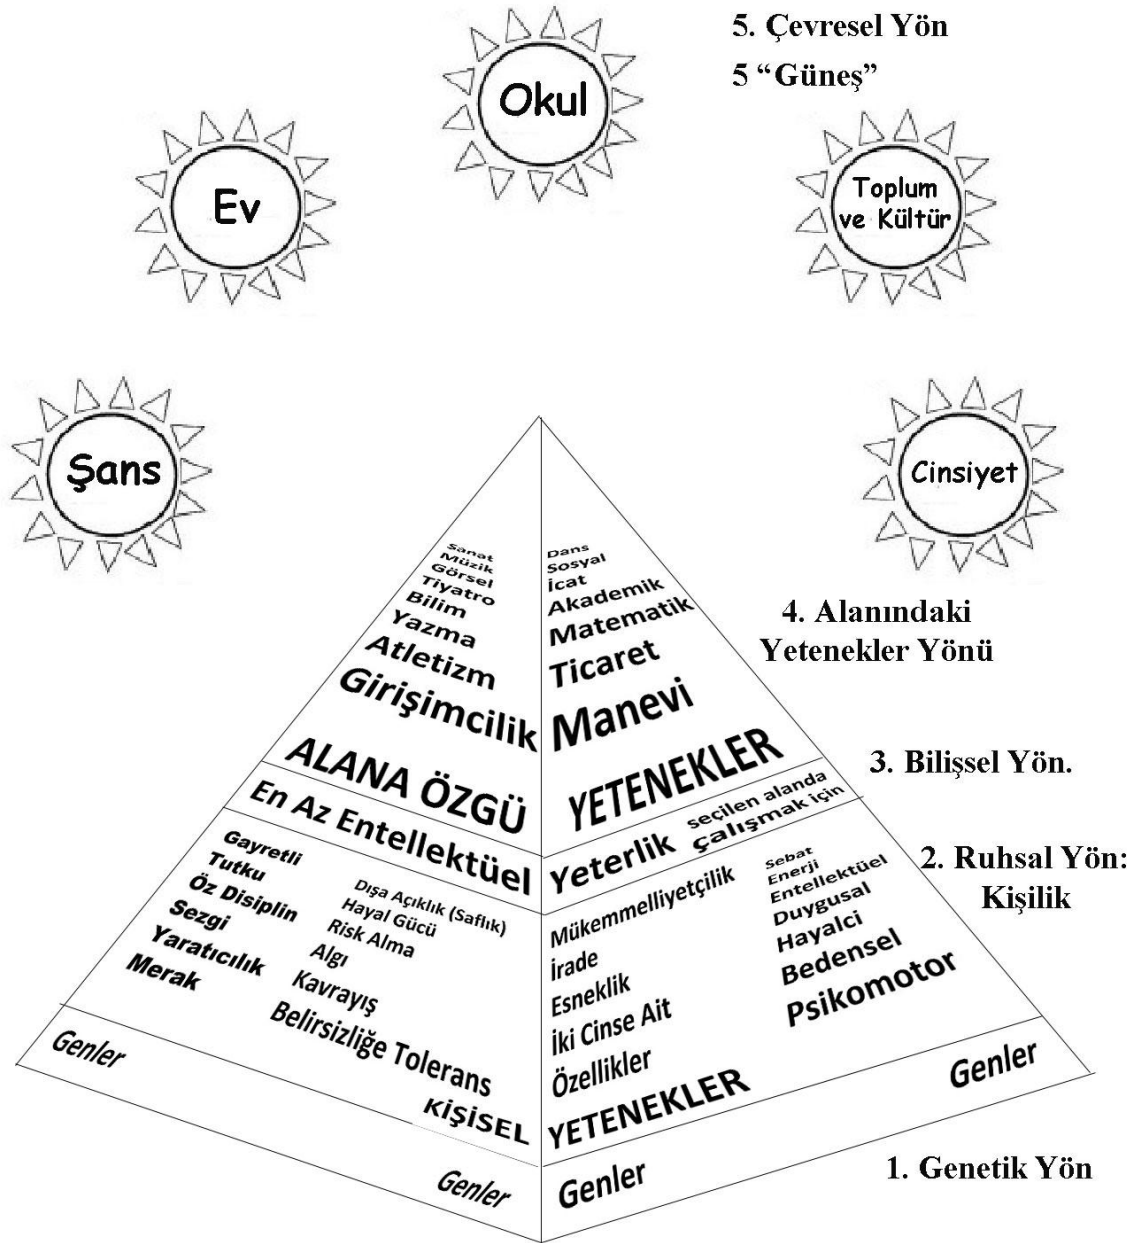 5. Çevresel Yön
5 “Güneş”
Okul
Ev
Toplum
ve Kültür
Şans
Cinsiyet
4. Alanındaki
Yetenekler Yönü
3. Bilişsel Yön.
2. Ruhsal Yön:
Kişilik
1. Genetik Yön
Sanat
Müzik
Görsel
Tiyatro
Bilim
Yazma
Atletizm
Girişimcilik
ALANA ÖZGÜ
Dans
Sosyal
İcat
Akademik
Matematik
Ticaret
Manevi
YETENEKLER
En Az Entellektüel
Yeterlik
seçilen alanda
çalışmak için
Gayretli
Tutku
Öz Disiplin
Sezgi
Yaratıcılık
Merak
Dışa Açıklık (Saflık)
Hayal Gücü
Risk Alma
Algı
Kavrayış
Belirsizliğe Tolerans
KİŞİSEL
Mükemmelliyetçilik
İrade
Esneklik
İki Cinse Ait
Özellikler
YETENEKLER
Sebat
Enerji
Entellektüel
Duygusal
Hayalci
Bedensel
Psikomotor
Genler
Genler
Genler
Genler